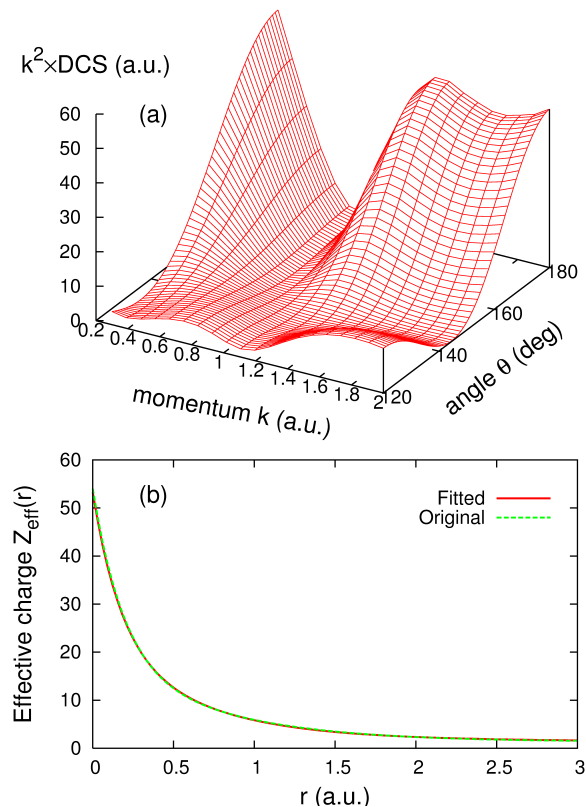 k²×DCS (a.u.)
(a)
60
50
40
30
20
10
0
0.2
0.4
0.6
0.8
1
1.2
1.4
1.6
1.8
2
120
140
160
180
momentum k (a.u.)
angle θ (deg)
(b)
Fitted
Original
Effective charge Z_eff(r)
60
50
40
30
20
10
0
0 0.5 1 1.5 2 2.5 3
r (a.u.)